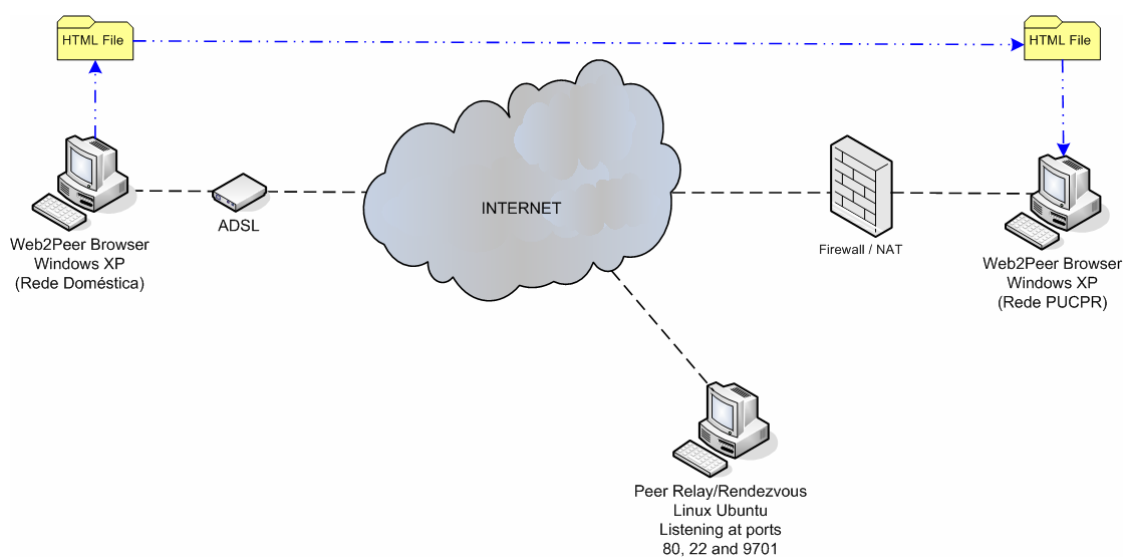 HTML File
HTML File
INTERNET
ADSL
Web2Peer Browser
Windows XP
(Rede Doméstica)
Firewall / NAT
Web2Peer Browser
Windows XP
(Rede PUCPR)
Peer Relay/Rendezvous
Linux Ubuntu
Listening at ports
80, 22 and 9701